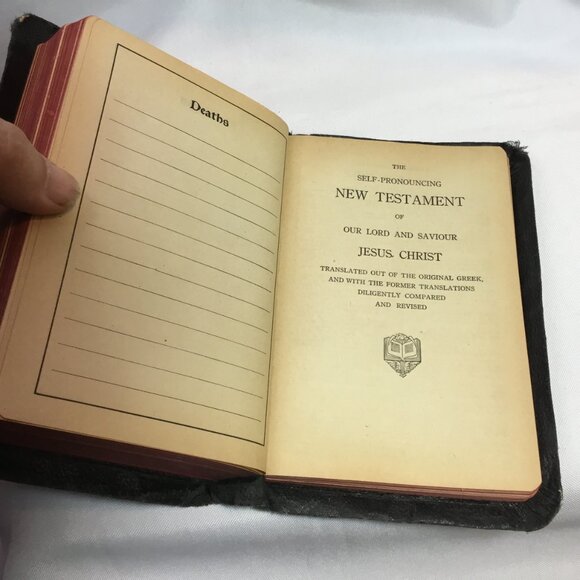 Deaths
THE
SELF-PRONOUNCING
NEW TESTAMENT
OF
OUR LORD AND SAVIOUR
JESUS CHRIST
TRANSLATED OUT OF THE ORIGINAL GREEK,
AND WITH THE FORMER TRANSLATIONS
DILIGENTLY COMPARED
AND REVISED